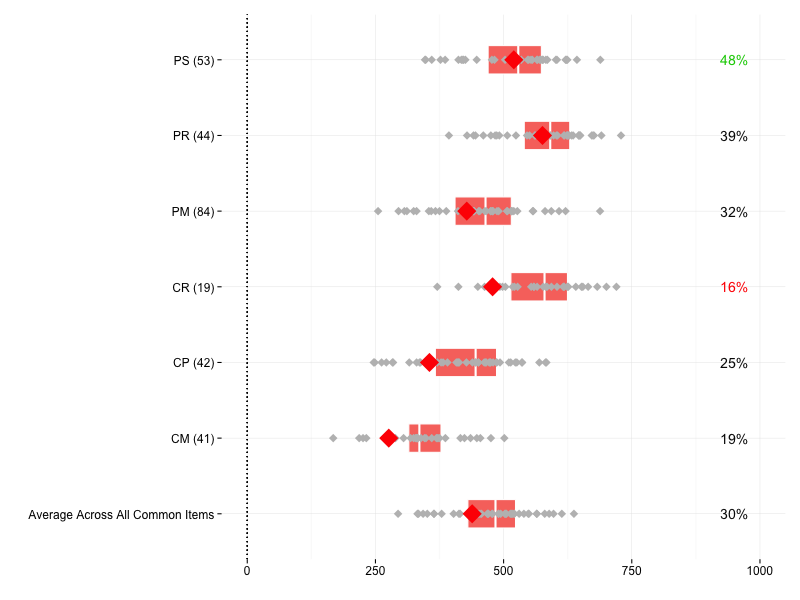 PS (53) 48%
PR (44) 39%
PM (84) 32%
CR (19) 16%
CP (42) 25%
CM (41) 19%
Average Across All Common Items 30%
0 250 500 750 1000